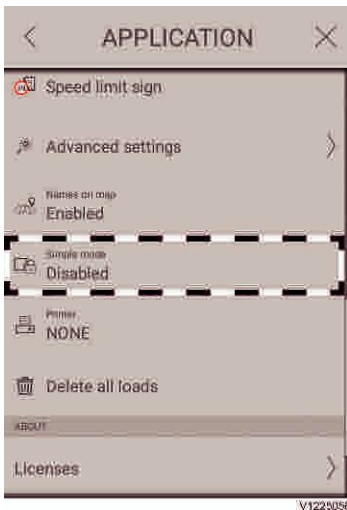 APPLICATION
Speed limit sign
Advanced settings
Names on map
Enabled
Simple mode
Disabled
Printer
NONE
Delete all loads
ABOUT
Licenses
V1225056